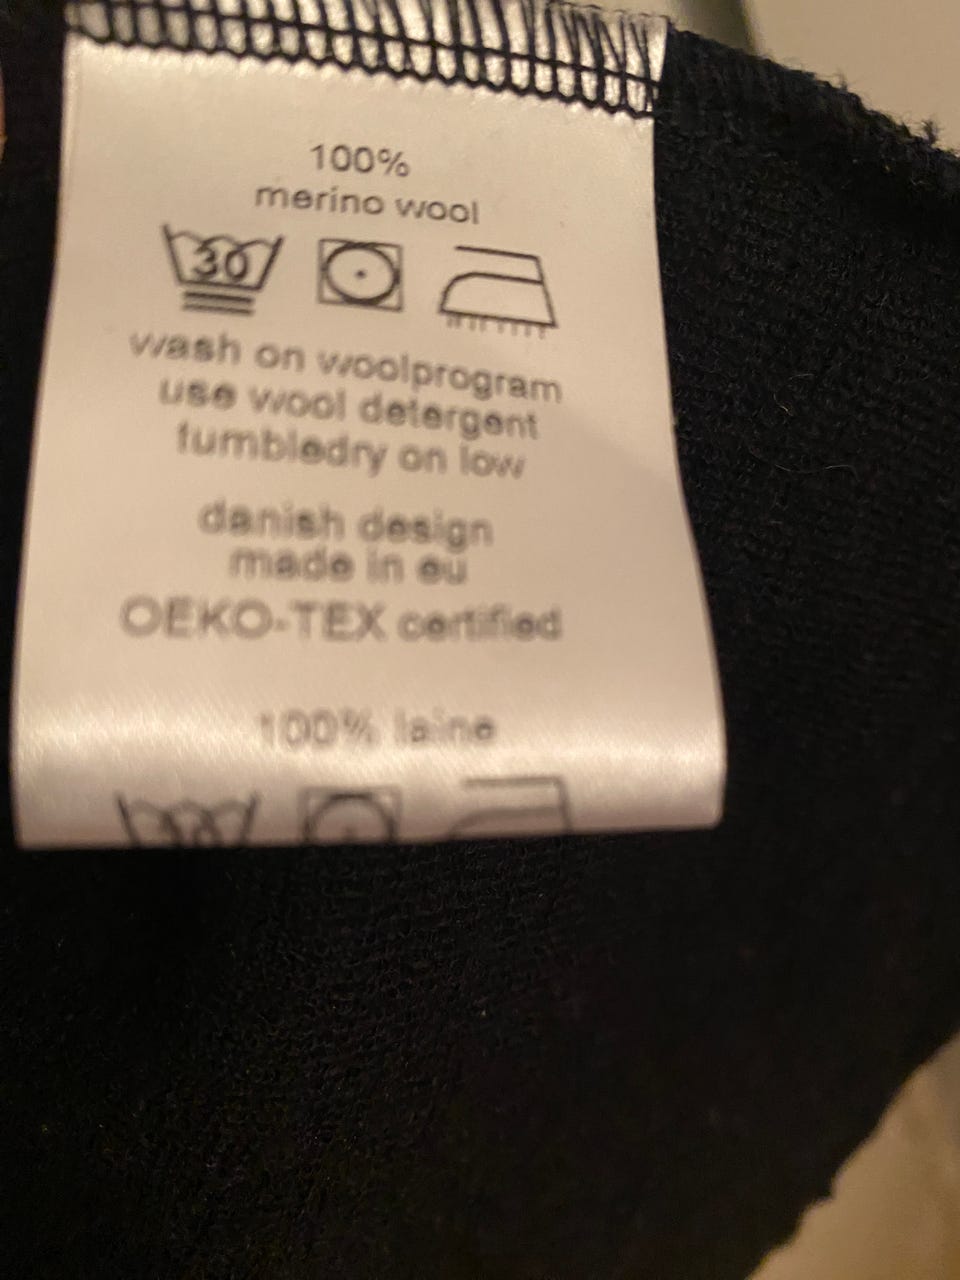 100%
merino wool
30
wash on woolprogram
use wool detergent
tumbledry on low
danish design
made in eu
OEKO-TEX certified
100% laine